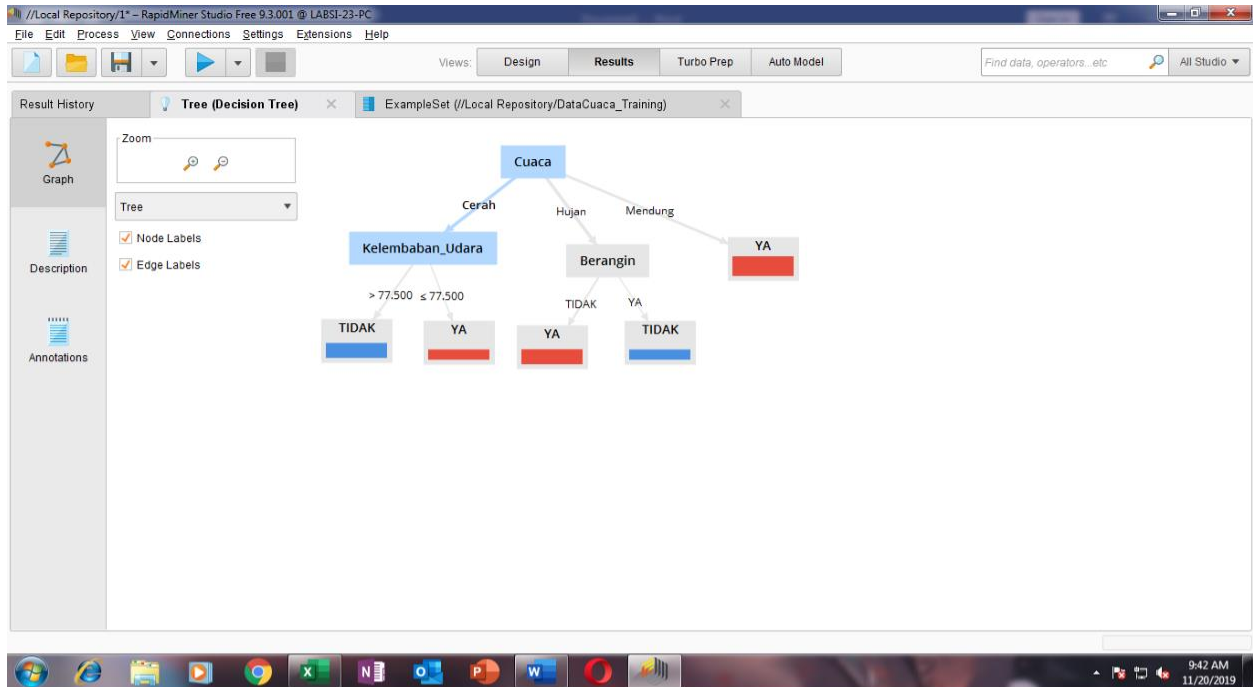 //Local Repository/1* – RapidMiner Studio Free 9.3.001 @ LABSI-23-PC
File Edit Process View Connections Settings Extensions Help
Views: Design Results Turbo Prep Auto Model
Find data, operators...etc
All Studio
Result History
Tree (Decision Tree)
ExampleSet (//Local Repository/DataCuaca_Training)
Graph
Description
Annotations
Zoom
Tree
Node Labels
Edge Labels
Cuaca
Cerah
Hujan
Mendung
Kelembaban_Udara
Berangin
YA
> 77.500
≤ 77.500
TIDAK
YA
TIDAK
YA
YA
TIDAK
9:42 AM
11/20/2019